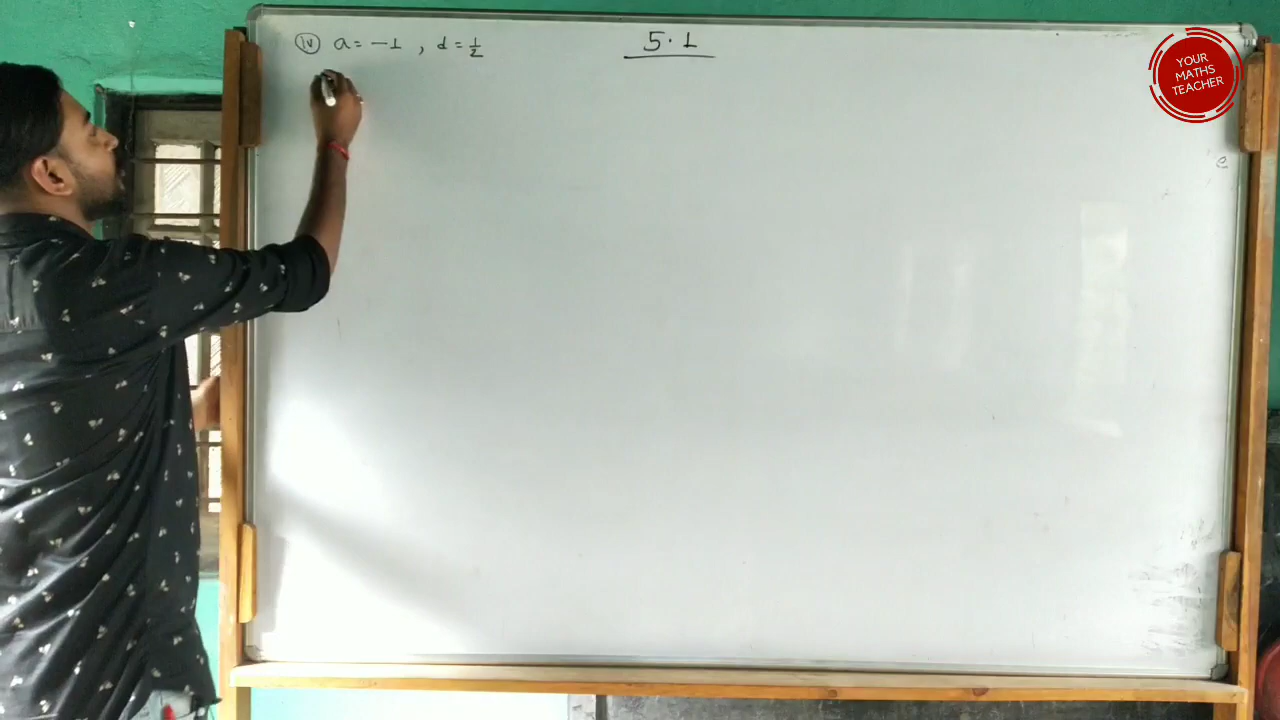 (iv) a = -1 , d = 1/2
5.1
YOUR
MATHS
TEACHER
e